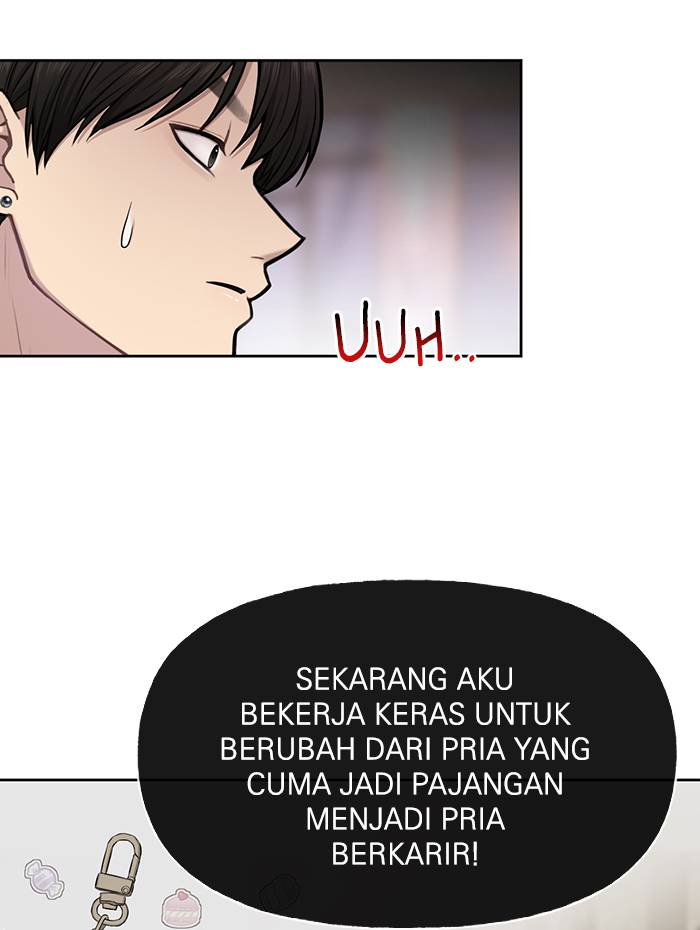 UUH..
SEKARANG AKU
BEKERJA KERAS UNTUK
BERUBAH DARI PRIA YANG
CUMA JADI PAJANGAN
MENJADI PRIA
BERKARIR!